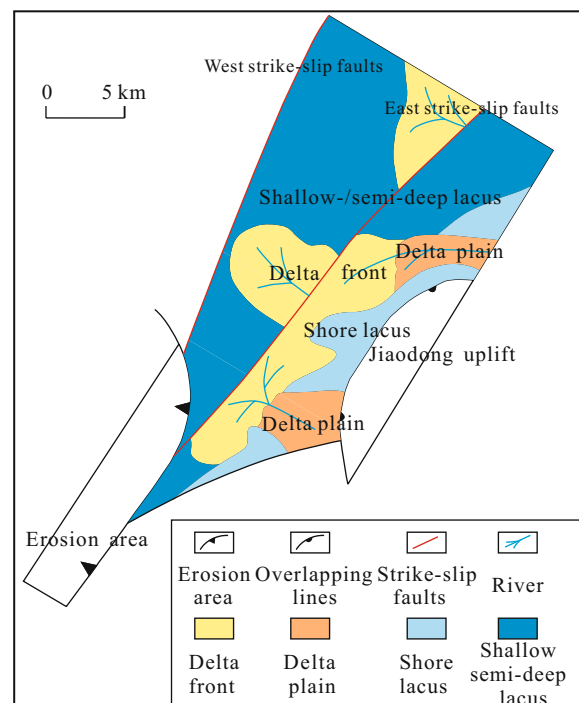 West strike-slip faults
0 5 km
East strike-slip faults
Shallow-/semi-deep lacus
Delta plain
Delta front
Shore lacus
Jiaodong uplift
Delta plain
Erosion area
Erosion area
Overlapping lines
Strike-slip faults
River
Delta front
Delta plain
Shore lacus
Shallow semi-deep lacus